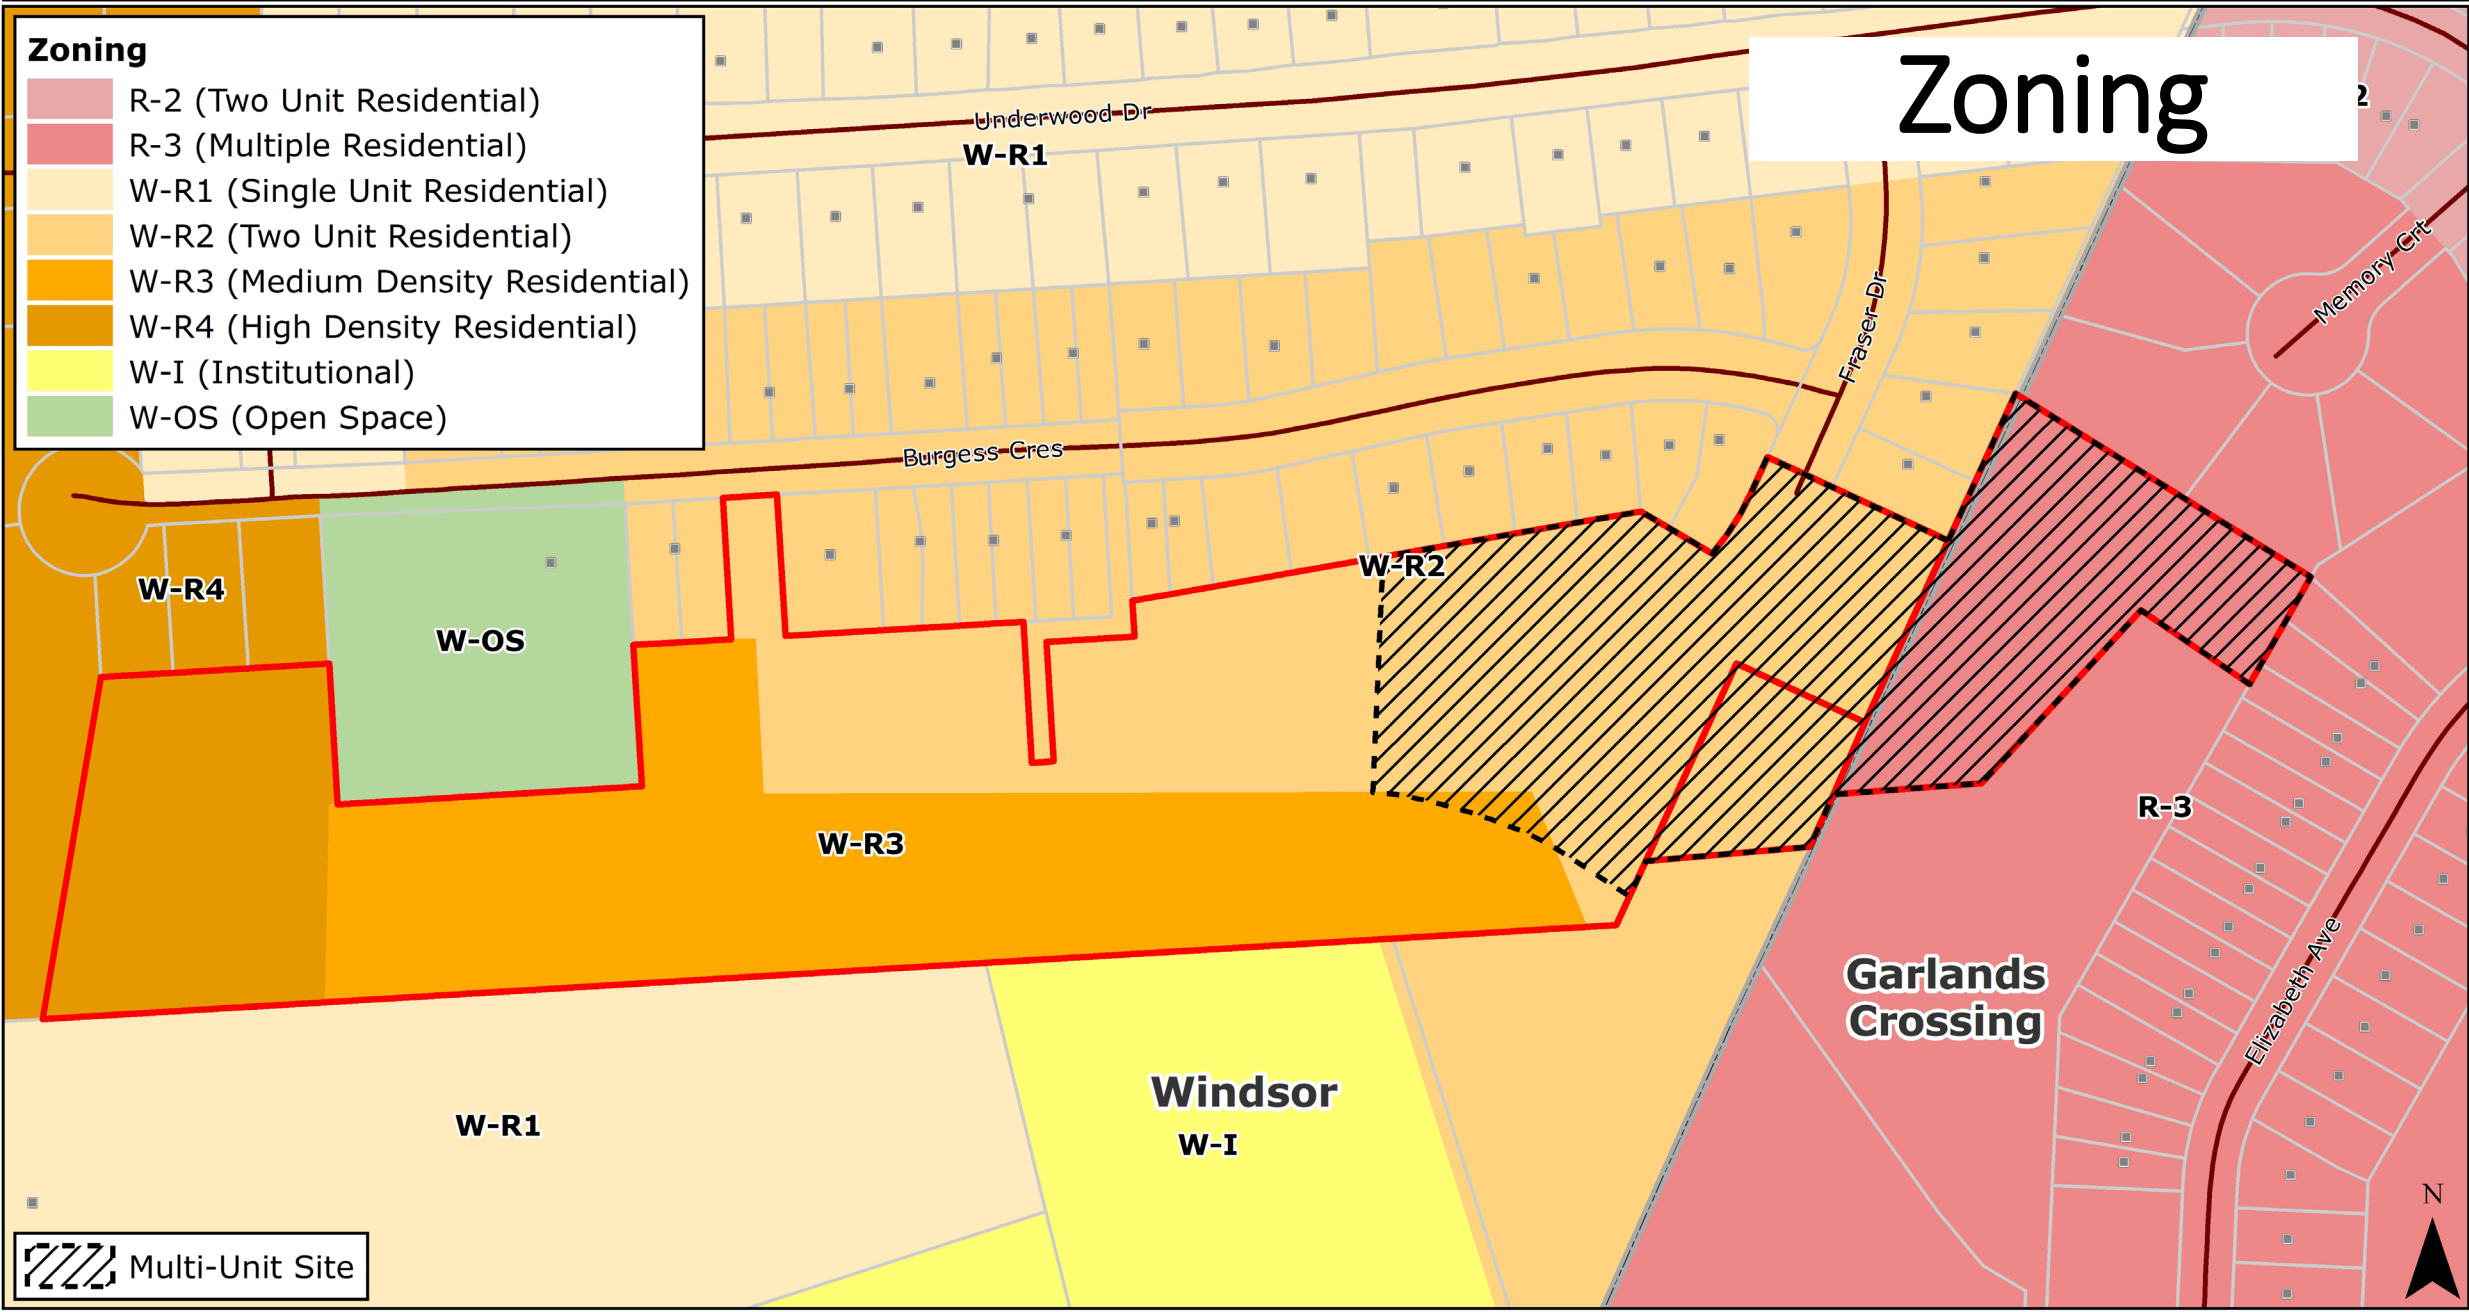 Zoning
R-2 (Two Unit Residential)
R-3 (Multiple Residential)
W-R1 (Single Unit Residential)
W-R2 (Two Unit Residential)
W-R3 (Medium Density Residential)
W-R4 (High Density Residential)
W-I (Institutional)
W-OS (Open Space)
Zoning
2
Underwood Dr
W-R1
Memory Crt
Fraser Dr
Burgess Cres
W-R2
W-R4
W-OS
W-R3
R-3
Garlands
Crossing
Elizabeth Ave
Windsor
W-I
W-R1
N
Multi-Unit Site